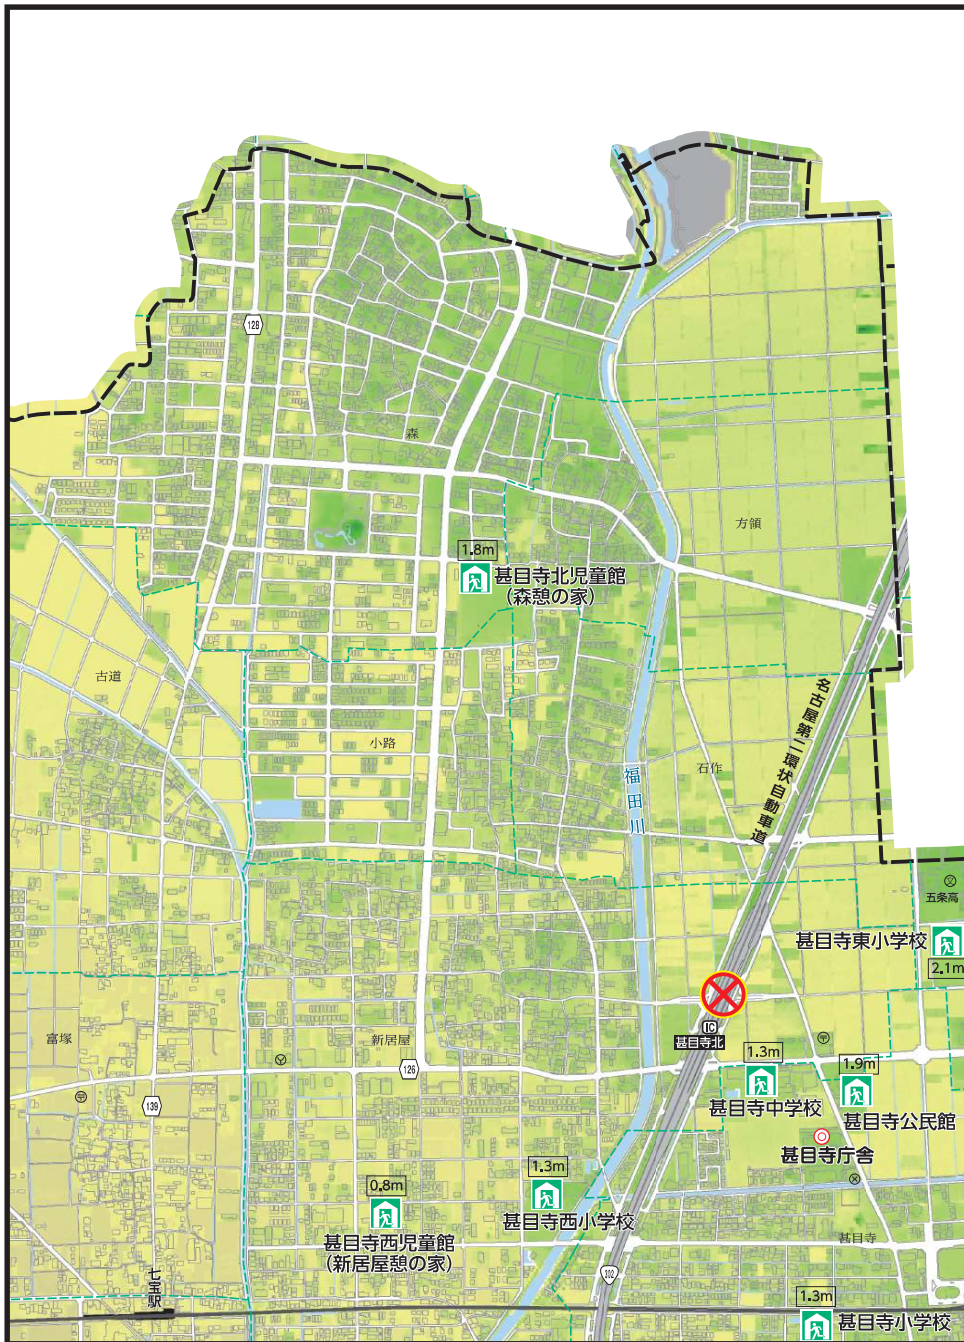 128
森
方領
1.8m
甚目寺北児童館
(森憩の家)
古道
小路
名古屋第二環状自動車道
石作
福田川
五条高
甚目寺東小学校
2.1m
IC
甚目寺北
富塚
新居屋
126
139
1.3m
甚目寺中学校
1.9m
甚目寺公民館
甚目寺庁舎
0.8m
甚目寺西児童館
(新居屋憩の家)
1.3m
甚目寺西小学校
甚目寺
302
七宝駅
1.3m
甚目寺小学校